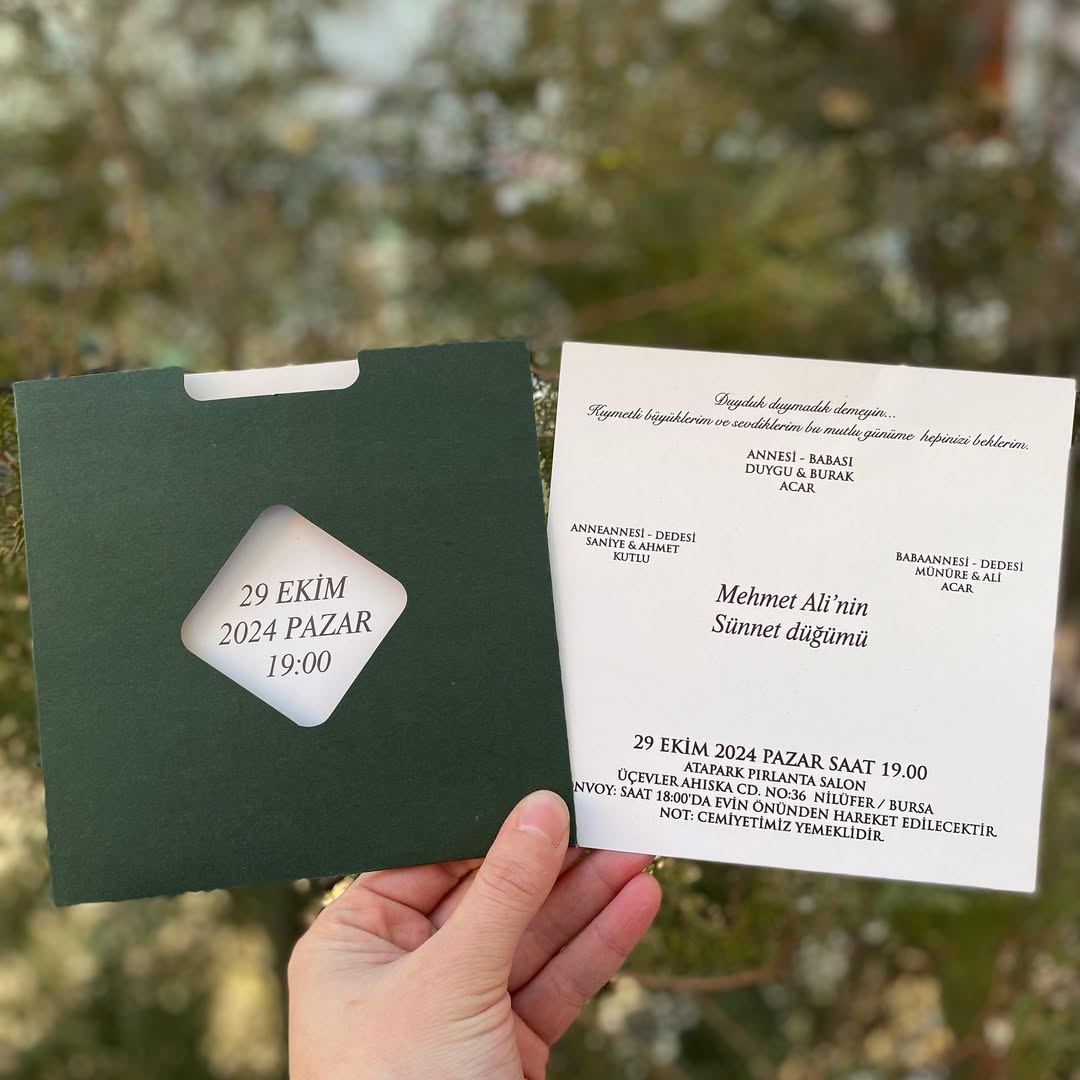 29 EKİM
2024 PAZAR
19:00
Duyduk duymadık demeyin...
Kıymetli büyüklerim ve sevdiklerim bu mutlu günüme hepinizi beklerim.
ANNESİ - BABASI
DUYGU & BURAK
ACAR
ANNEANNESİ - DEDESİ
SANİYE & AHMET
KUTLU
BABAANNESİ - DEDESİ
MÜNÜRE & ALİ
ACAR
Mehmet Ali'nin
Sünnet düğümü
29 EKİM 2024 PAZAR SAAT 19.00
ATAPARK PIRLANTA SALON
ÜÇEVLER AHISKA CD. NO:36 NİLÜFER / BURSA
NVOY: SAAT 18:00'DA EVİN ÖNÜNDEN HAREKET EDİLECEKTİR
NOT: CEMİYETİMİZ YEMEKLİDİR.